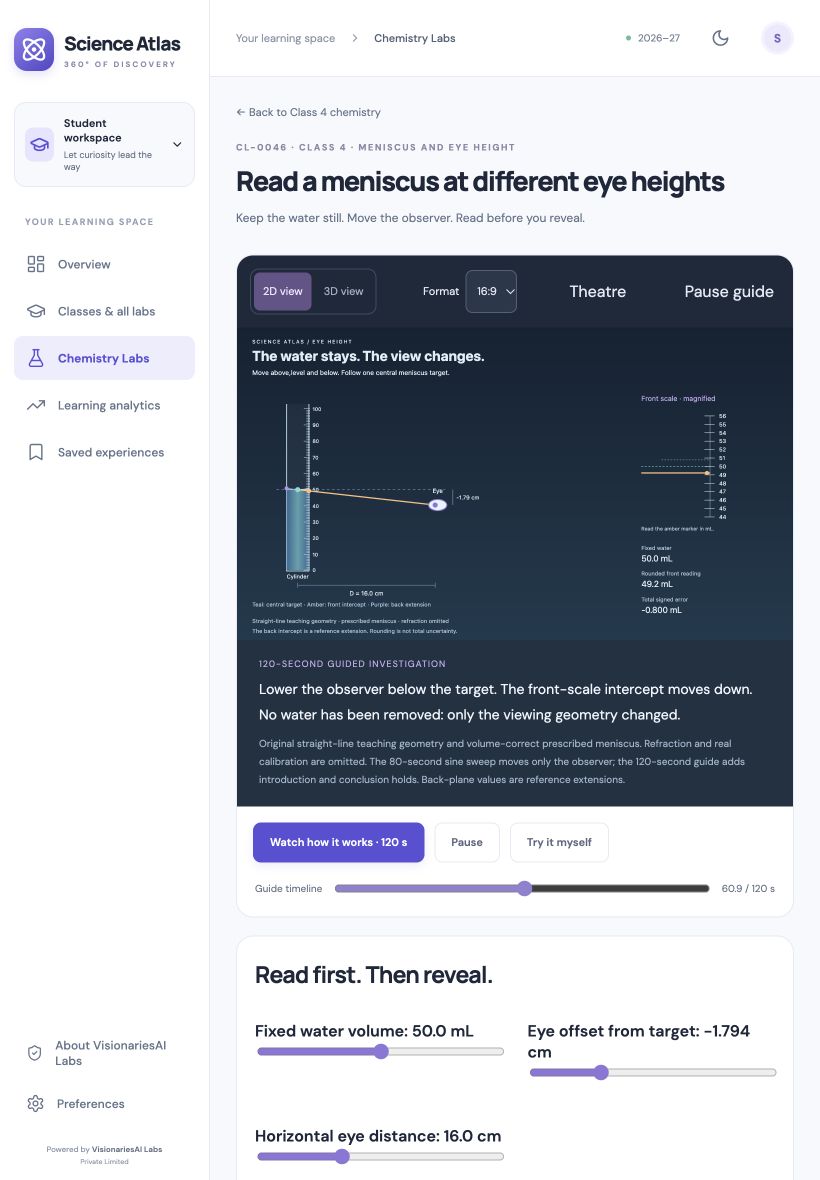 Science Atlas
360° OF DISCOVERY
Student
workspace
Let curiosity lead the
way
YOUR LEARNING SPACE
Overview
Classes & all labs
Chemistry Labs
Learning analytics
Saved experiences
About VisionariesAI
Labs
Preferences
Powered by VisionariesAI Labs
Private Limited
Your learning space
Chemistry Labs
2026–27
S
← Back to Class 4 chemistry
CL-0046 · CLASS 4 · MENISCUS AND EYE HEIGHT
Read a meniscus at different eye heights
Keep the water still. Move the observer. Read before you reveal.
2D view
3D view
Format
16:9
Theatre
Pause guide
SCIENCE ATLAS / EYE HEIGHT
The water stays. The view changes.
Move above,level and below. Follow one central meniscus target.
100
90
80
70
60
50
40
30
20
10
0
Eye
-1.79 cm
Cylinder
D = 16.0 cm
Teal: central target · Amber: front intercept · Purple: back extension
Straight-line teaching geometry · prescribed meniscus · refraction omitted
The back intercept is a reference extension. Rounding is not total uncertainty.
Front scale · magnified
56
55
54
53
52
51
50
49
48
47
46
45
44
Read the amber marker in mL.
Fixed water
50.0 mL
Rounded front reading
49.2 mL
Total signed error
-0.800 mL
120-SECOND GUIDED INVESTIGATION
Lower the observer below the target. The front-scale intercept moves down.
No water has been removed: only the viewing geometry changed.
Original straight-line teaching geometry and volume-correct prescribed meniscus. Refraction and real
calibration are omitted. The 80-second sine sweep moves only the observer; the 120-second guide adds
introduction and conclusion holds. Back-plane values are reference extensions.
Watch how it works · 120 s
Pause
Try it myself
Guide timeline
60.9 / 120 s
Read first. Then reveal.
Fixed water volume: 50.0 mL
Eye offset from target: -1.794
cm
Horizontal eye distance: 16.0 cm